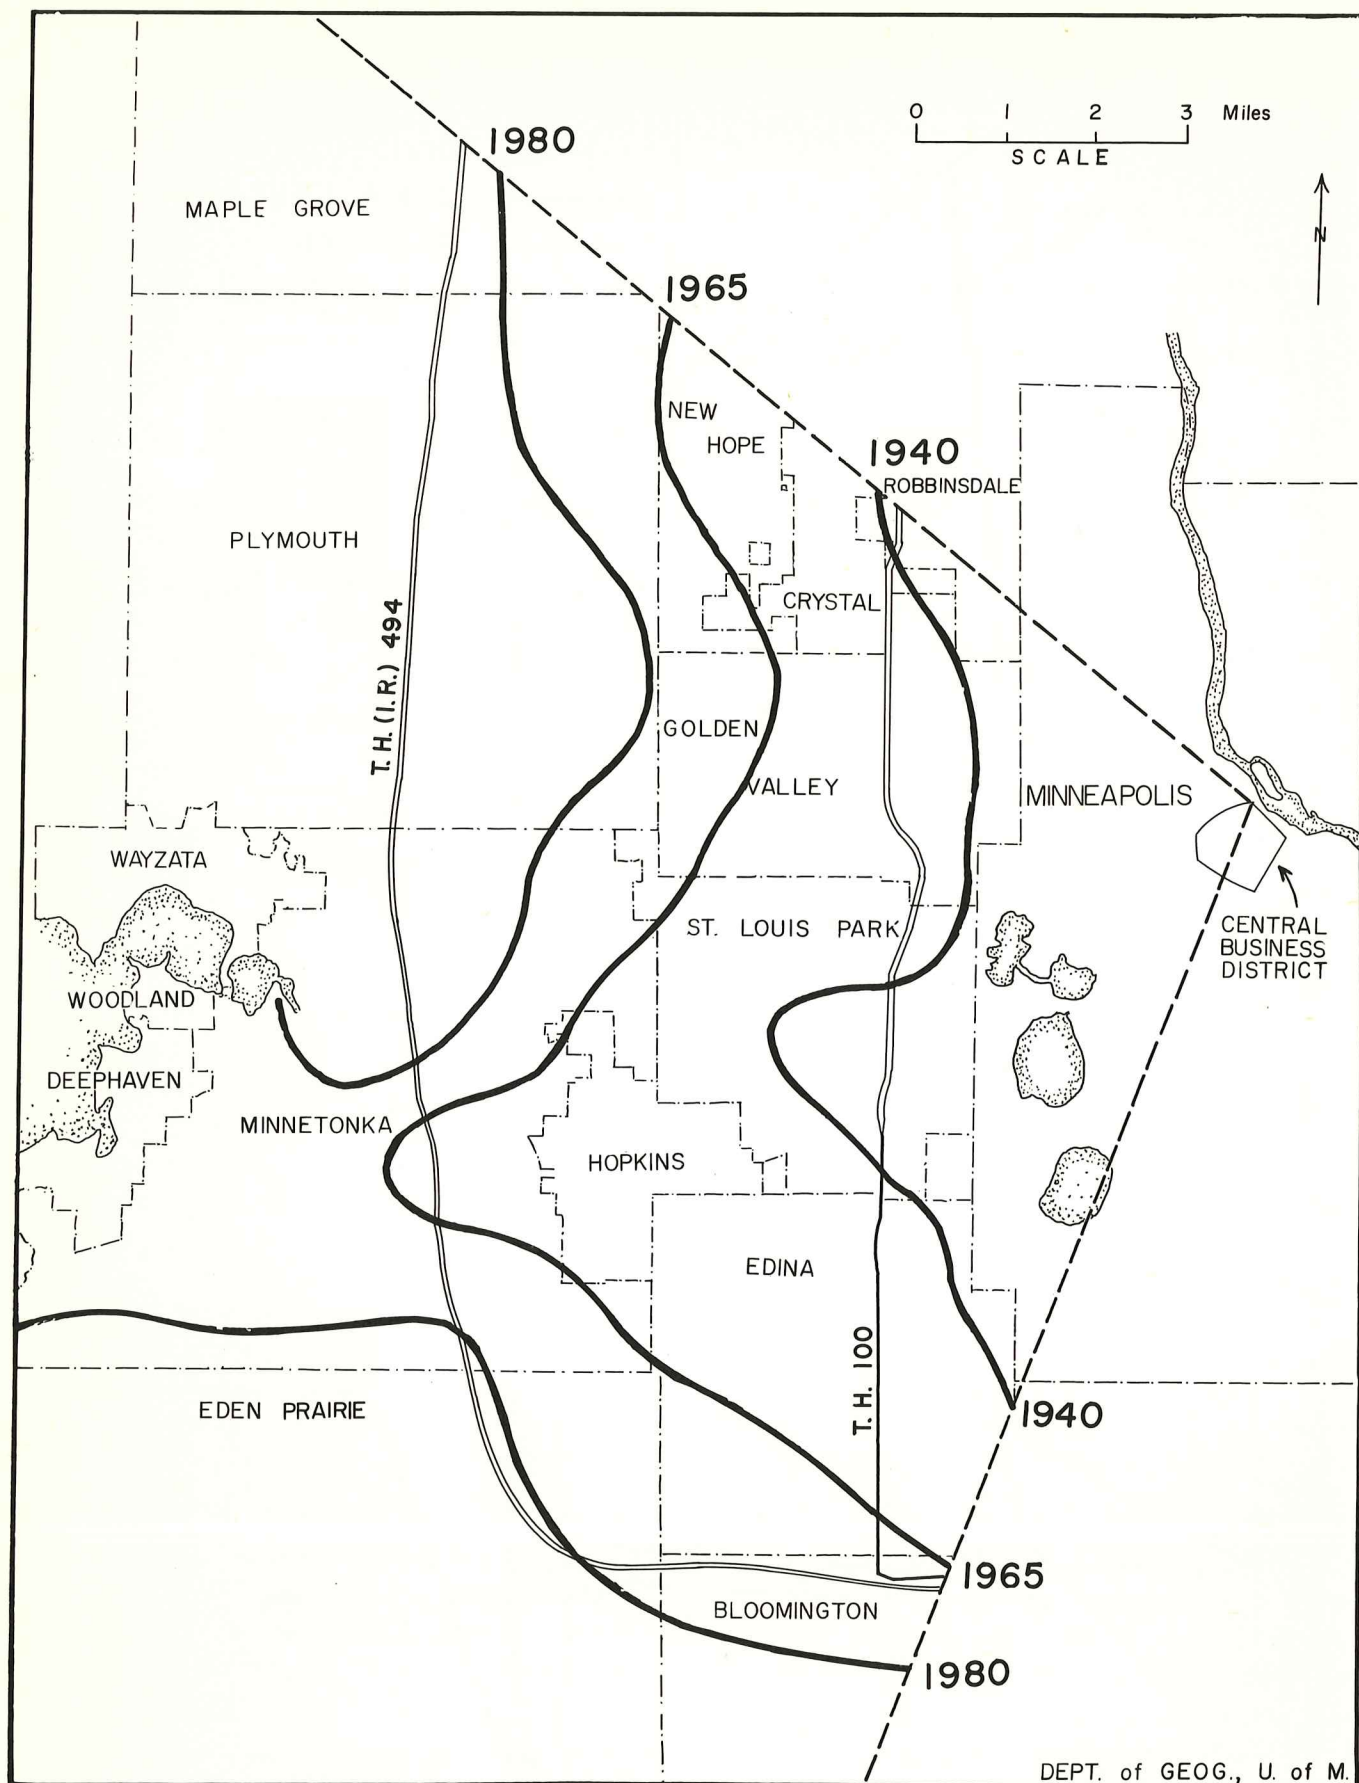 0 1 2 3 Miles
SCALE
1980
MAPLE GROVE
N
1965
NEW
HOPE
1940
ROBBINSDALE
PLYMOUTH
CRYSTAL
T. H. (I.R.) 494
GOLDEN
VALLEY
MINNEAPOLIS
WAYZATA
ST. LOUIS PARK
CENTRAL
BUSINESS
DISTRICT
WOODLAND
DEEPHAVEN
MINNETONKA
HOPKINS
EDINA
T. H. 100
EDEN PRAIRIE
1940
1965
BLOOMINGTON
1980
DEPT. of GEOG., U. of M.